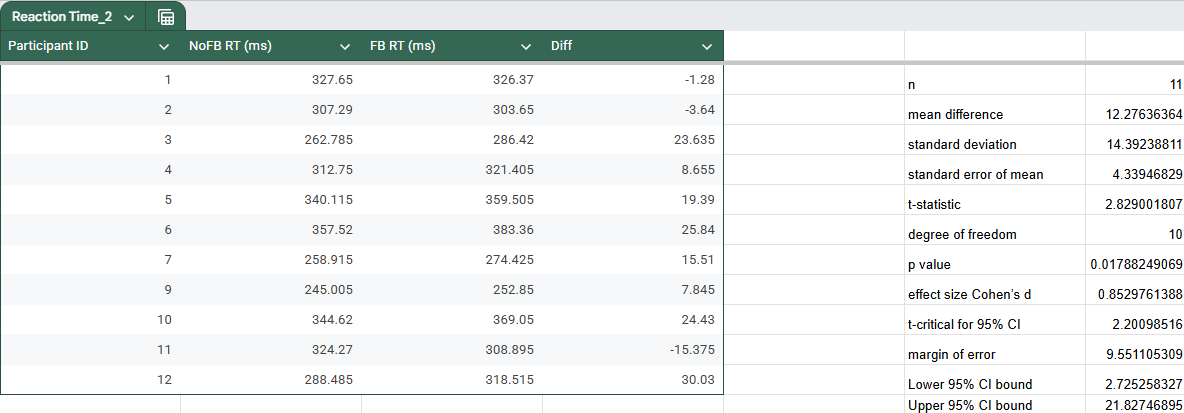 Reaction Time_2
Participant ID NoFB RT (ms) FB RT (ms) Diff
1 327.65 326.37 -1.28
n 11
2 307.29 303.65 -3.64
mean difference 12.27636364
3 262.785 286.42 23.635
standard deviation 14.39238811
4 312.75 321.405 8.655
standard error of mean 4.33946829
5 340.115 359.505 19.39
t-statistic 2.829001807
6 357.52 383.36 25.84
degree of freedom 10
7 258.915 274.425 15.51
p value 0.01788249069
9 245.005 252.85 7.845
effect size Cohen's d 0.8529761388
10 344.62 369.05 24.43
t-critical for 95% CI 2.20098516
11 324.27 308.895 -15.375
margin of error 9.551105309
12 288.485 318.515 30.03
Lower 95% CI bound 2.725258327
Upper 95% CI bound 21.82746895